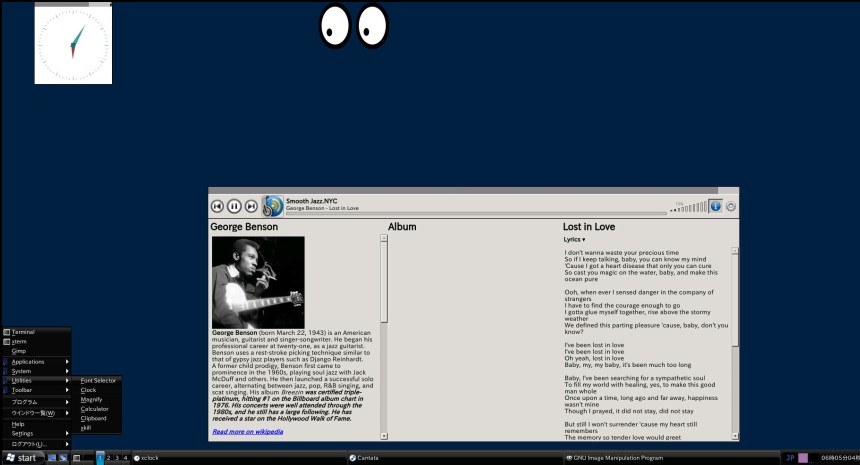 Smooth Jazz.NYC
George Benson - Lost in Love
George Benson
Album
Lost in Love
Lyrics ▾
George Benson (born March 22, 1943) is an American
musician, guitarist and singer-songwriter. He began his
professional career at twenty-one, as a jazz guitarist.
Benson uses a rest-stroke picking technique similar to
that of gypsy jazz players such as Django Reinhardt.
A former child prodigy, Benson first came to
prominence in the 1960s, playing soul jazz with Jack
McDuff and others. He then launched a successful solo
career, alternating between jazz, pop, R&B singing, and
scat singing. His album Breezin was certified triple-
platinum, hitting #1 on the Billboard album chart in
1976. His concerts were well attended through the
1980s, and he still has a large following. He has
received a star on the Hollywood Walk of Fame.
Read more on wikipedia
I don't wanna waste your precious time
So if I keep talking, baby, you can know my mind
'Cause I got a heart disease that only you can cure
So cast you magic on the water, baby, and make this
ocean pure
Ooh, when ever I sensed danger in the company of
strangers
I have to find the courage enough to go
I gotta glue myself together, rise above the stormy
weather
We defined this parting pleasure 'cause, baby, don't you
know?
I've been lost in love
I've been lost in love
Oh yeah, lost in love
Baby, my, my baby, it's been much too long
Baby, I've been searching for a sympathetic soul
To fill my world with healing, yes, to make this good
man whole
Once upon a time, long ago and far away, happiness
wasn't mine
Though I prayed, it did not stay, did not stay
But still I won't surrender 'cause my heart still
remembers
The memory so tender love would greet
Terminal
xterm
Gimp
Applications
System
Utilities
Toolbar
プログラム
ウインドウ一覧(W)
Help
Settings
ログアウト(L)...
Font Selector
Clock
Magnify
Calculator
Clipboard
xkill
start
1 2 3 4
xclock
Cantata
GNU Image Manipulation Program
JP
06時05分04